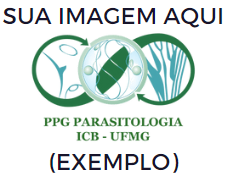 SUA IMAGEM AQUI
PPG PARASITOLOGIA
ICB - UFMG
(EXEMPLO)